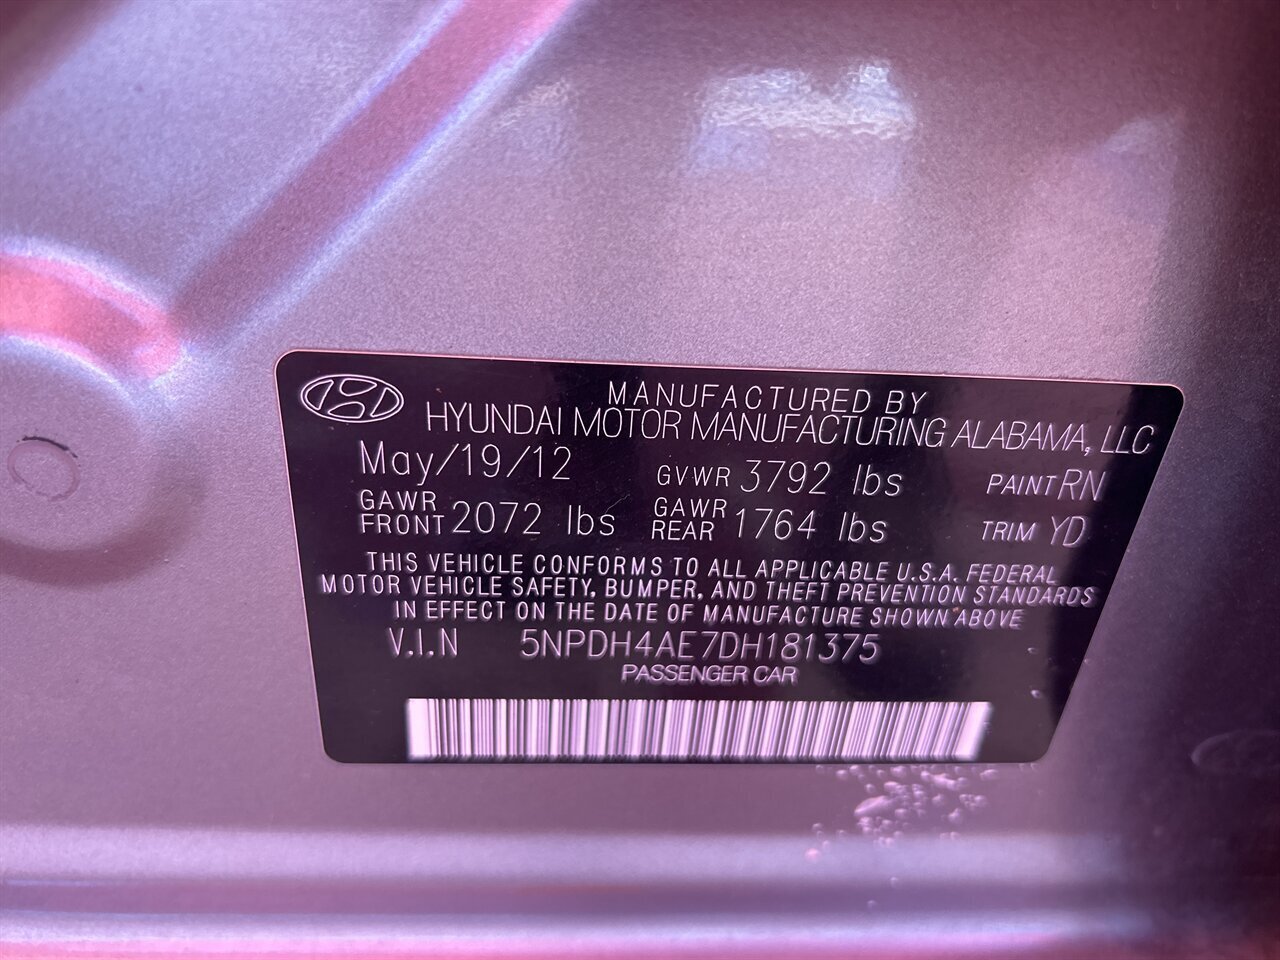 MANUFACTURED BY
HYUNDAI MOTOR MANUFACTURING ALABAMA, LLC
May/19/12 GVWR 3792 lbs PAINT RN
GAWR FRONT 2072 lbs GAWR REAR 1764 lbs TRIM YD
THIS VEHICLE CONFORMS TO ALL APPLICABLE U.S.A. FEDERAL
MOTOR VEHICLE SAFETY, BUMPER, AND THEFT PREVENTION STANDARDS
IN EFFECT ON THE DATE OF MANUFACTURE SHOWN ABOVE
V.I.N 5NPDH4AE7DH181375
PASSENGER CAR